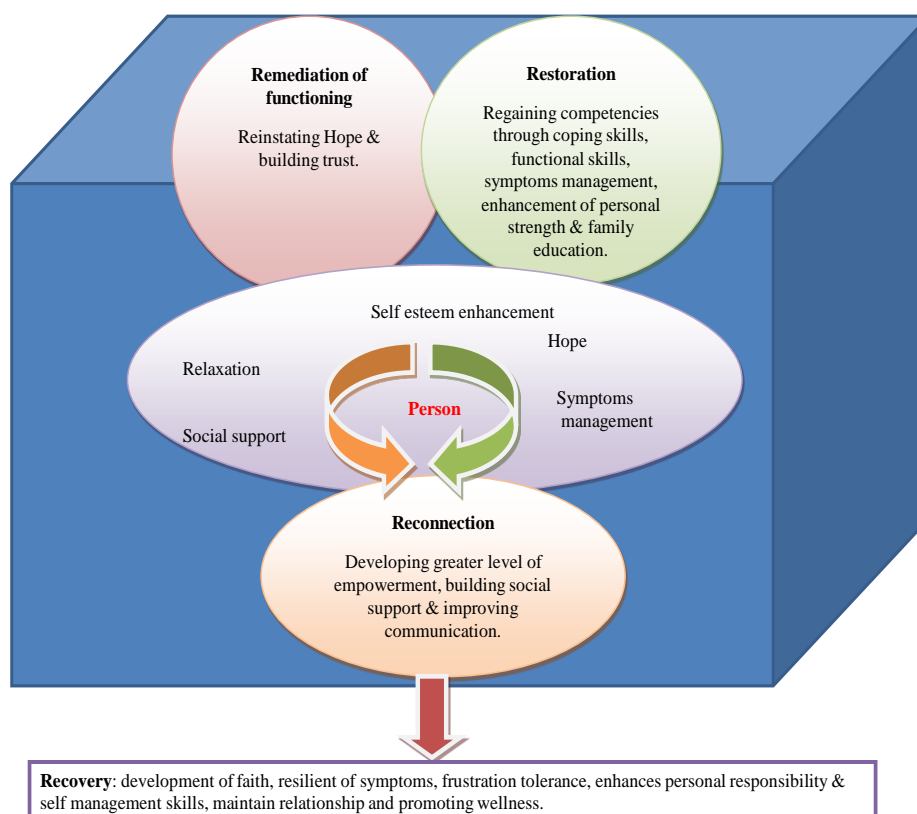 Remediation of
functioning
Reinstating Hope &
building trust.
Restoration
Regaining competencies
through coping skills,
functional skills,
symptoms management,
enhancement of personal
strength & family
education.
Self esteem enhancement
Hope
Relaxation
Symptoms
management
Person
Social support
Reconnection
Developing greater level of
empowerment, building social
support & improving
communication.
Recovery: development of faith, resilient of symptoms, frustration tolerance, enhances personal responsibility &
self management skills, maintain relationship and promoting wellness.